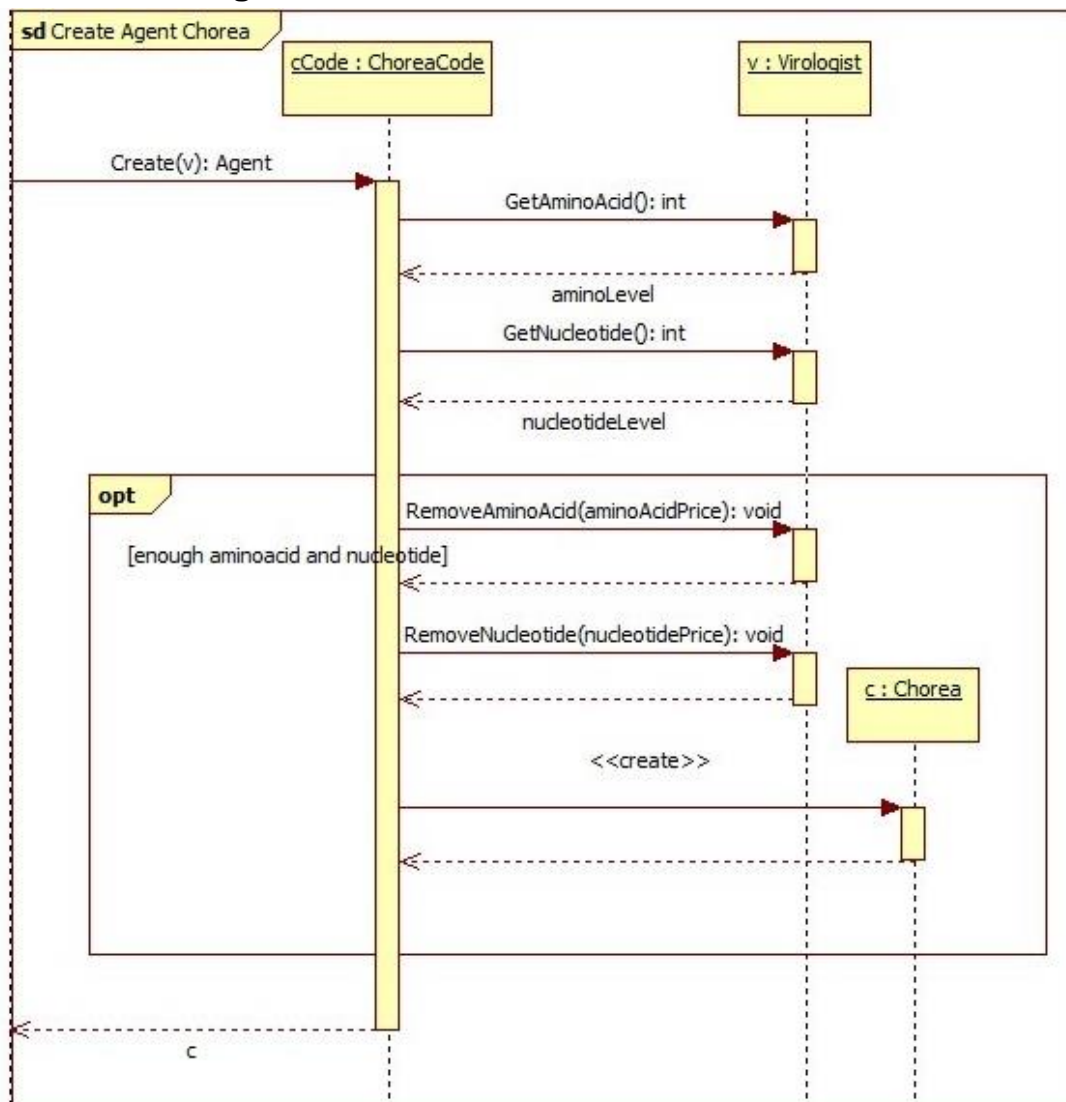 sd Create Agent Chorea
cCode : ChoreaCode
v : Virologist
Create(v): Agent
GetAminoAcid(): int
aminoLevel
GetNucleotide(): int
nucleotideLevel
opt
RemoveAminoAcid(aminoAcidPrice): void
[enough aminoacid and nucleotide]
RemoveNucleotide(nucleotidePrice): void
c : Chorea
<<create>>
c